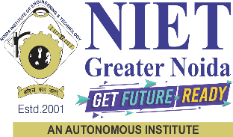 NIET
Greater Noida
GET FUTURE READY
Estd.2001
AN AUTONOMOUS INSTITUTE